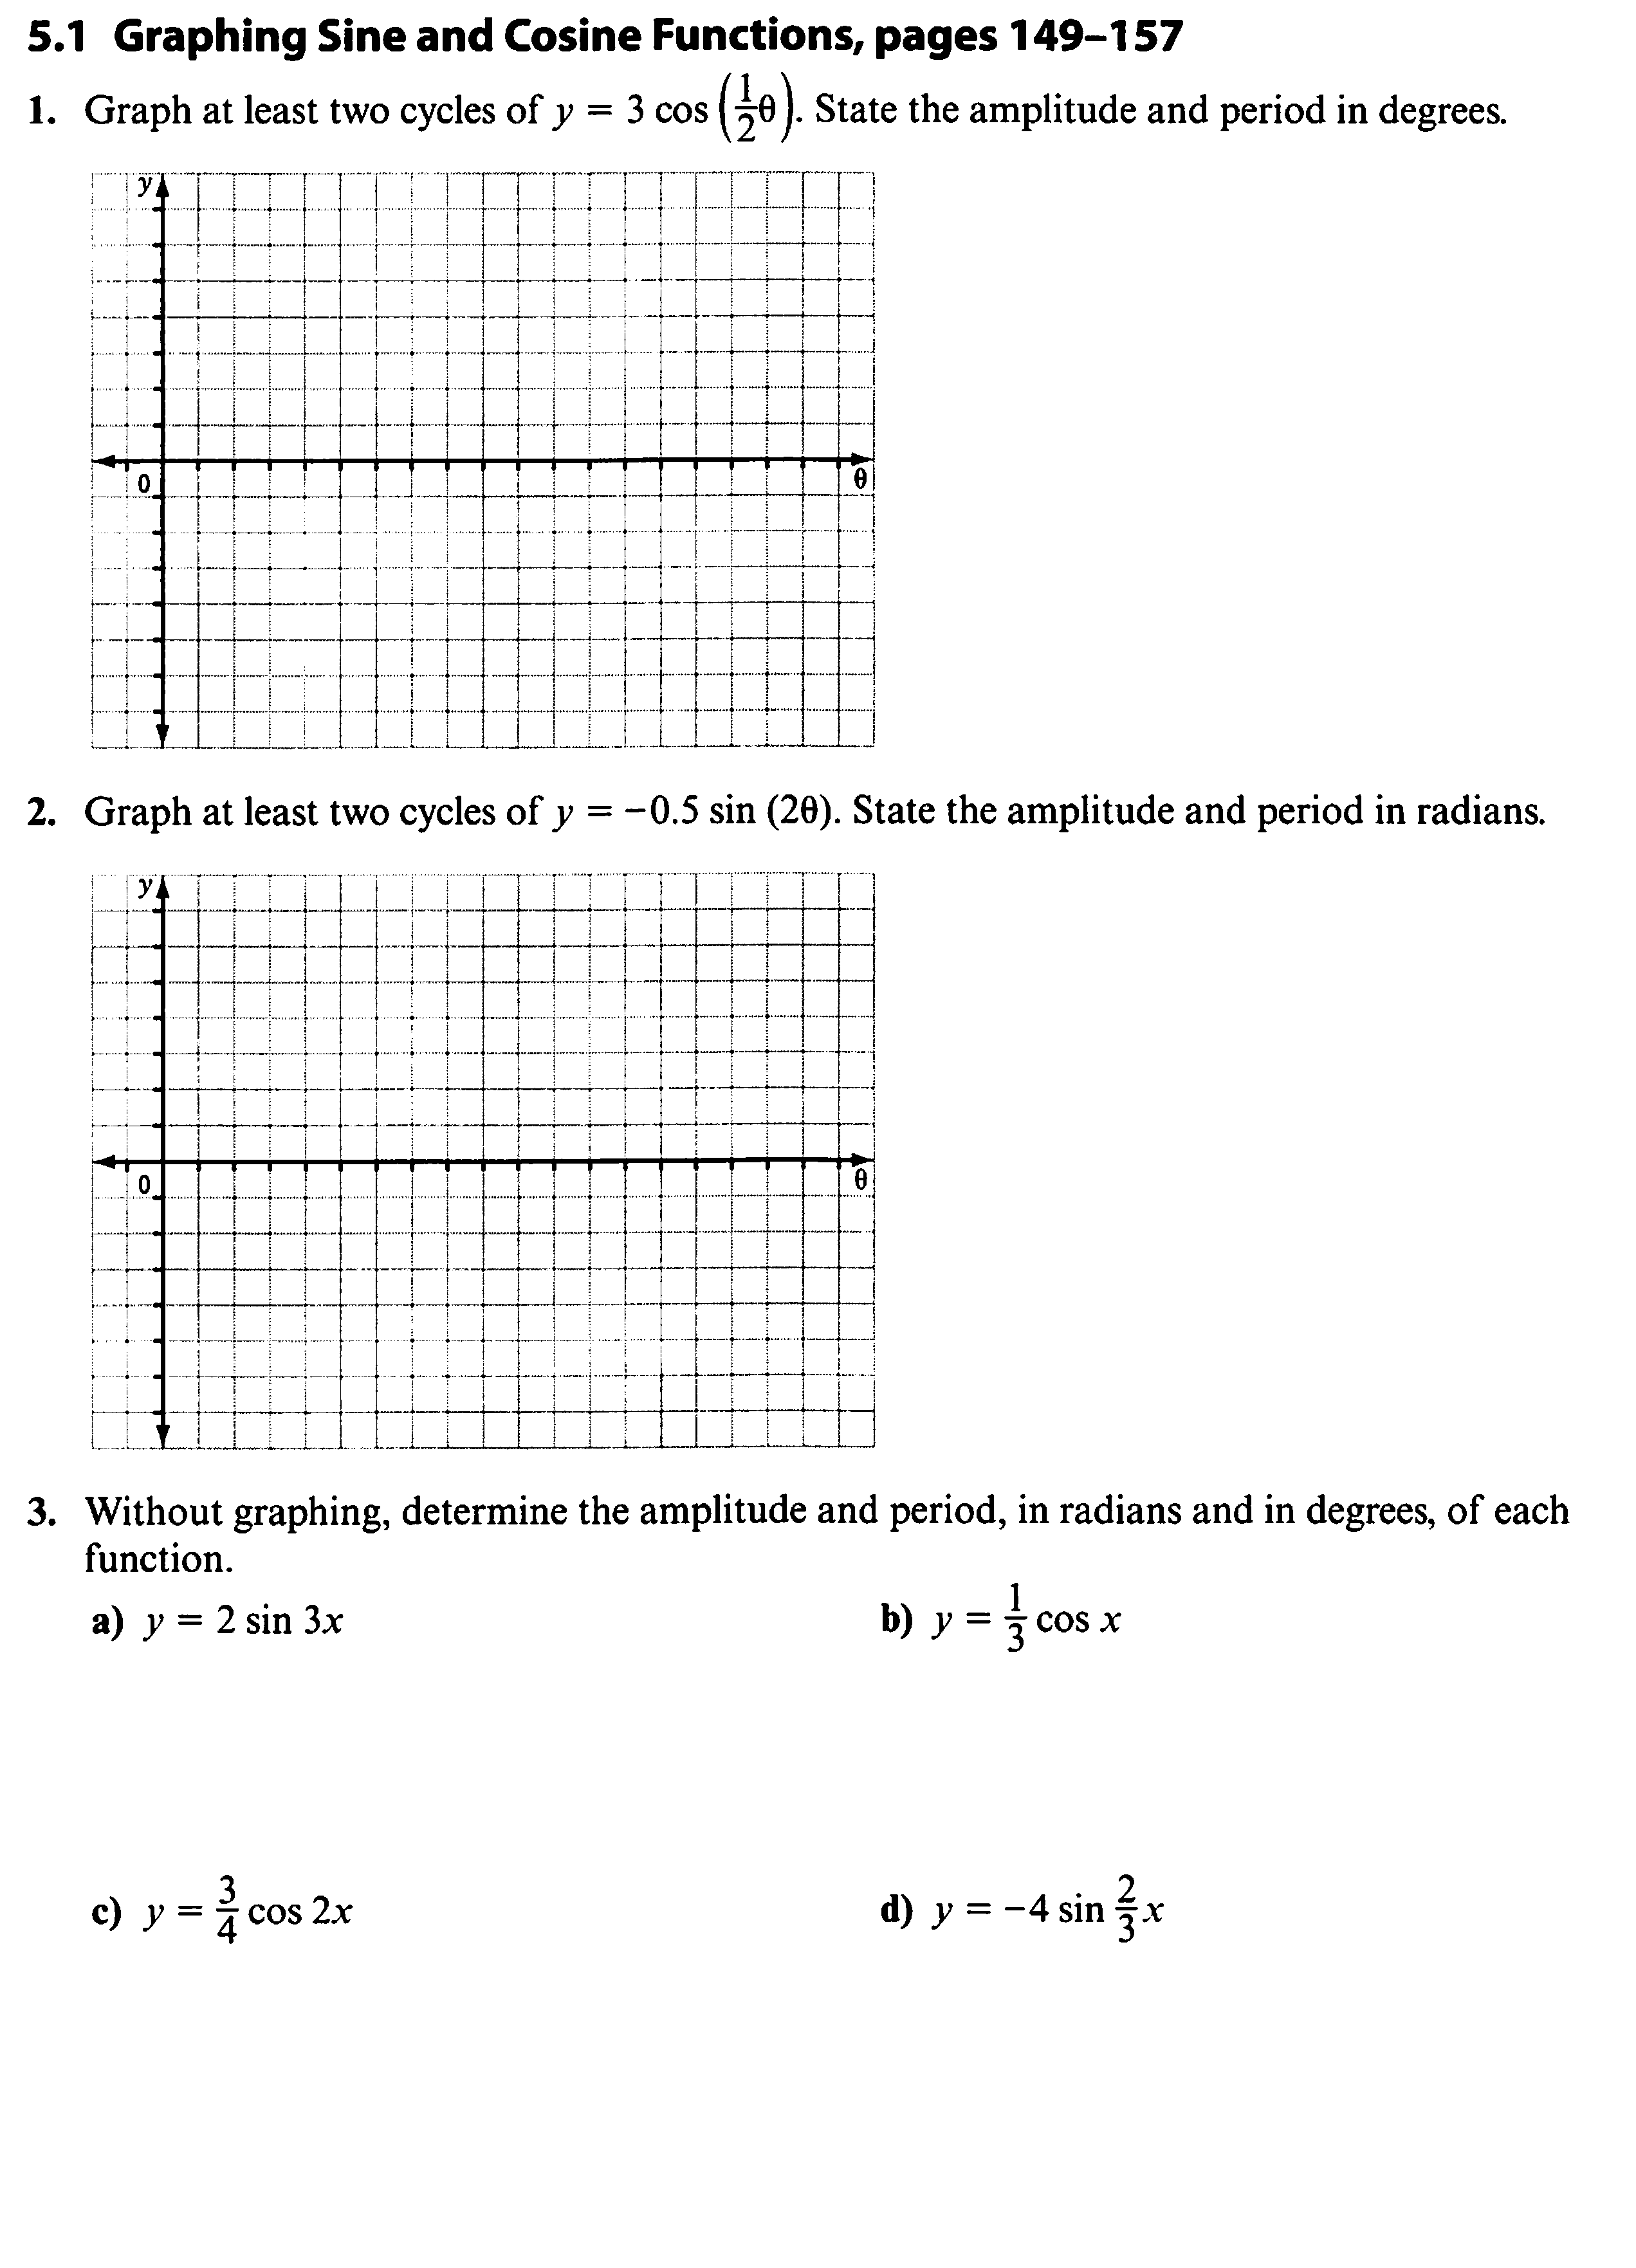 5.1 Graphing Sine and Cosine Functions, pages 149–157
1. Graph at least two cycles of y = 3 cos (1/2 θ). State the amplitude and period in degrees.
y
0
θ
2. Graph at least two cycles of y = −0.5 sin (2θ). State the amplitude and period in radians.
y
0
θ
3. Without graphing, determine the amplitude and period, in radians and in degrees, of each
function.
a) y = 2 sin 3x
b) y = 1/3 cos x
c) y = 3/4 cos 2x
d) y = −4 sin 2/3 x